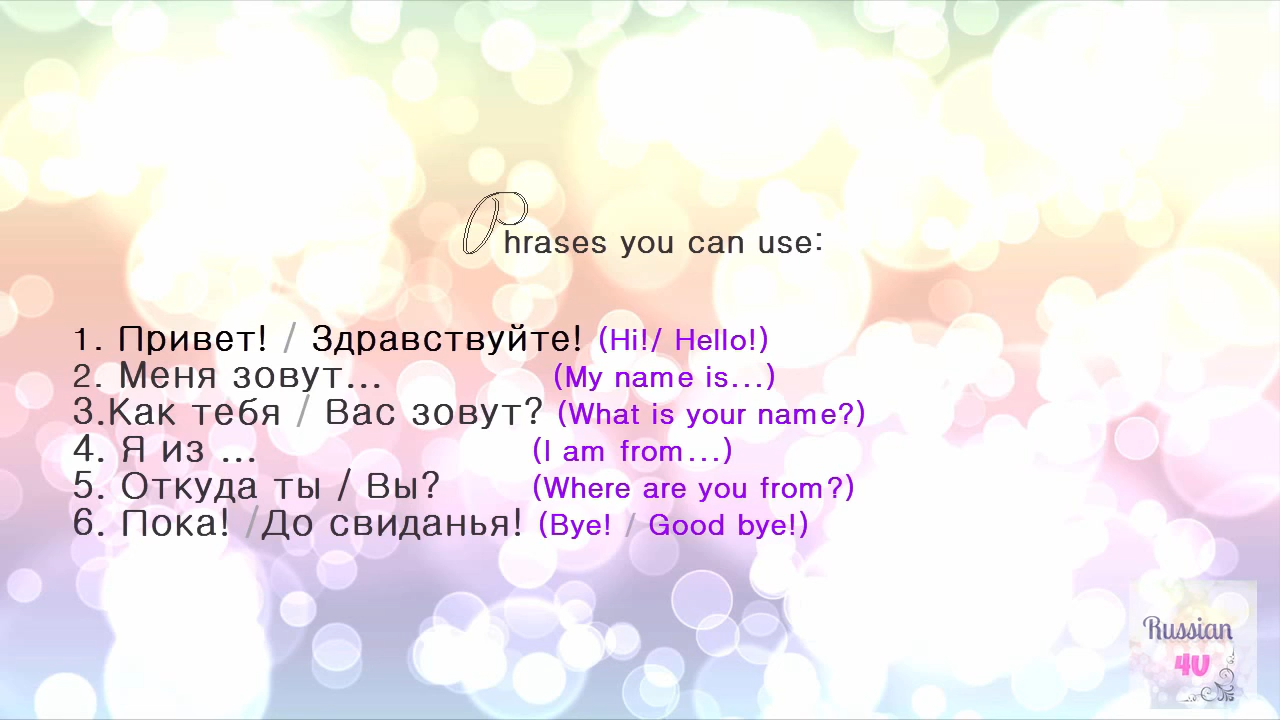 Phrases you can use:
1. Привет! / Здравствуйте! (Hi!/ Hello!)
2. Меня зовут... (My name is...)
3.Как тебя / Вас зовут? (What is your name?)
4. Я из ... (I am from...)
5. Откуда ты / Вы? (Where are you from?)
6. Пока! /До свиданья! (Bye! / Good bye!)
Russian
4U